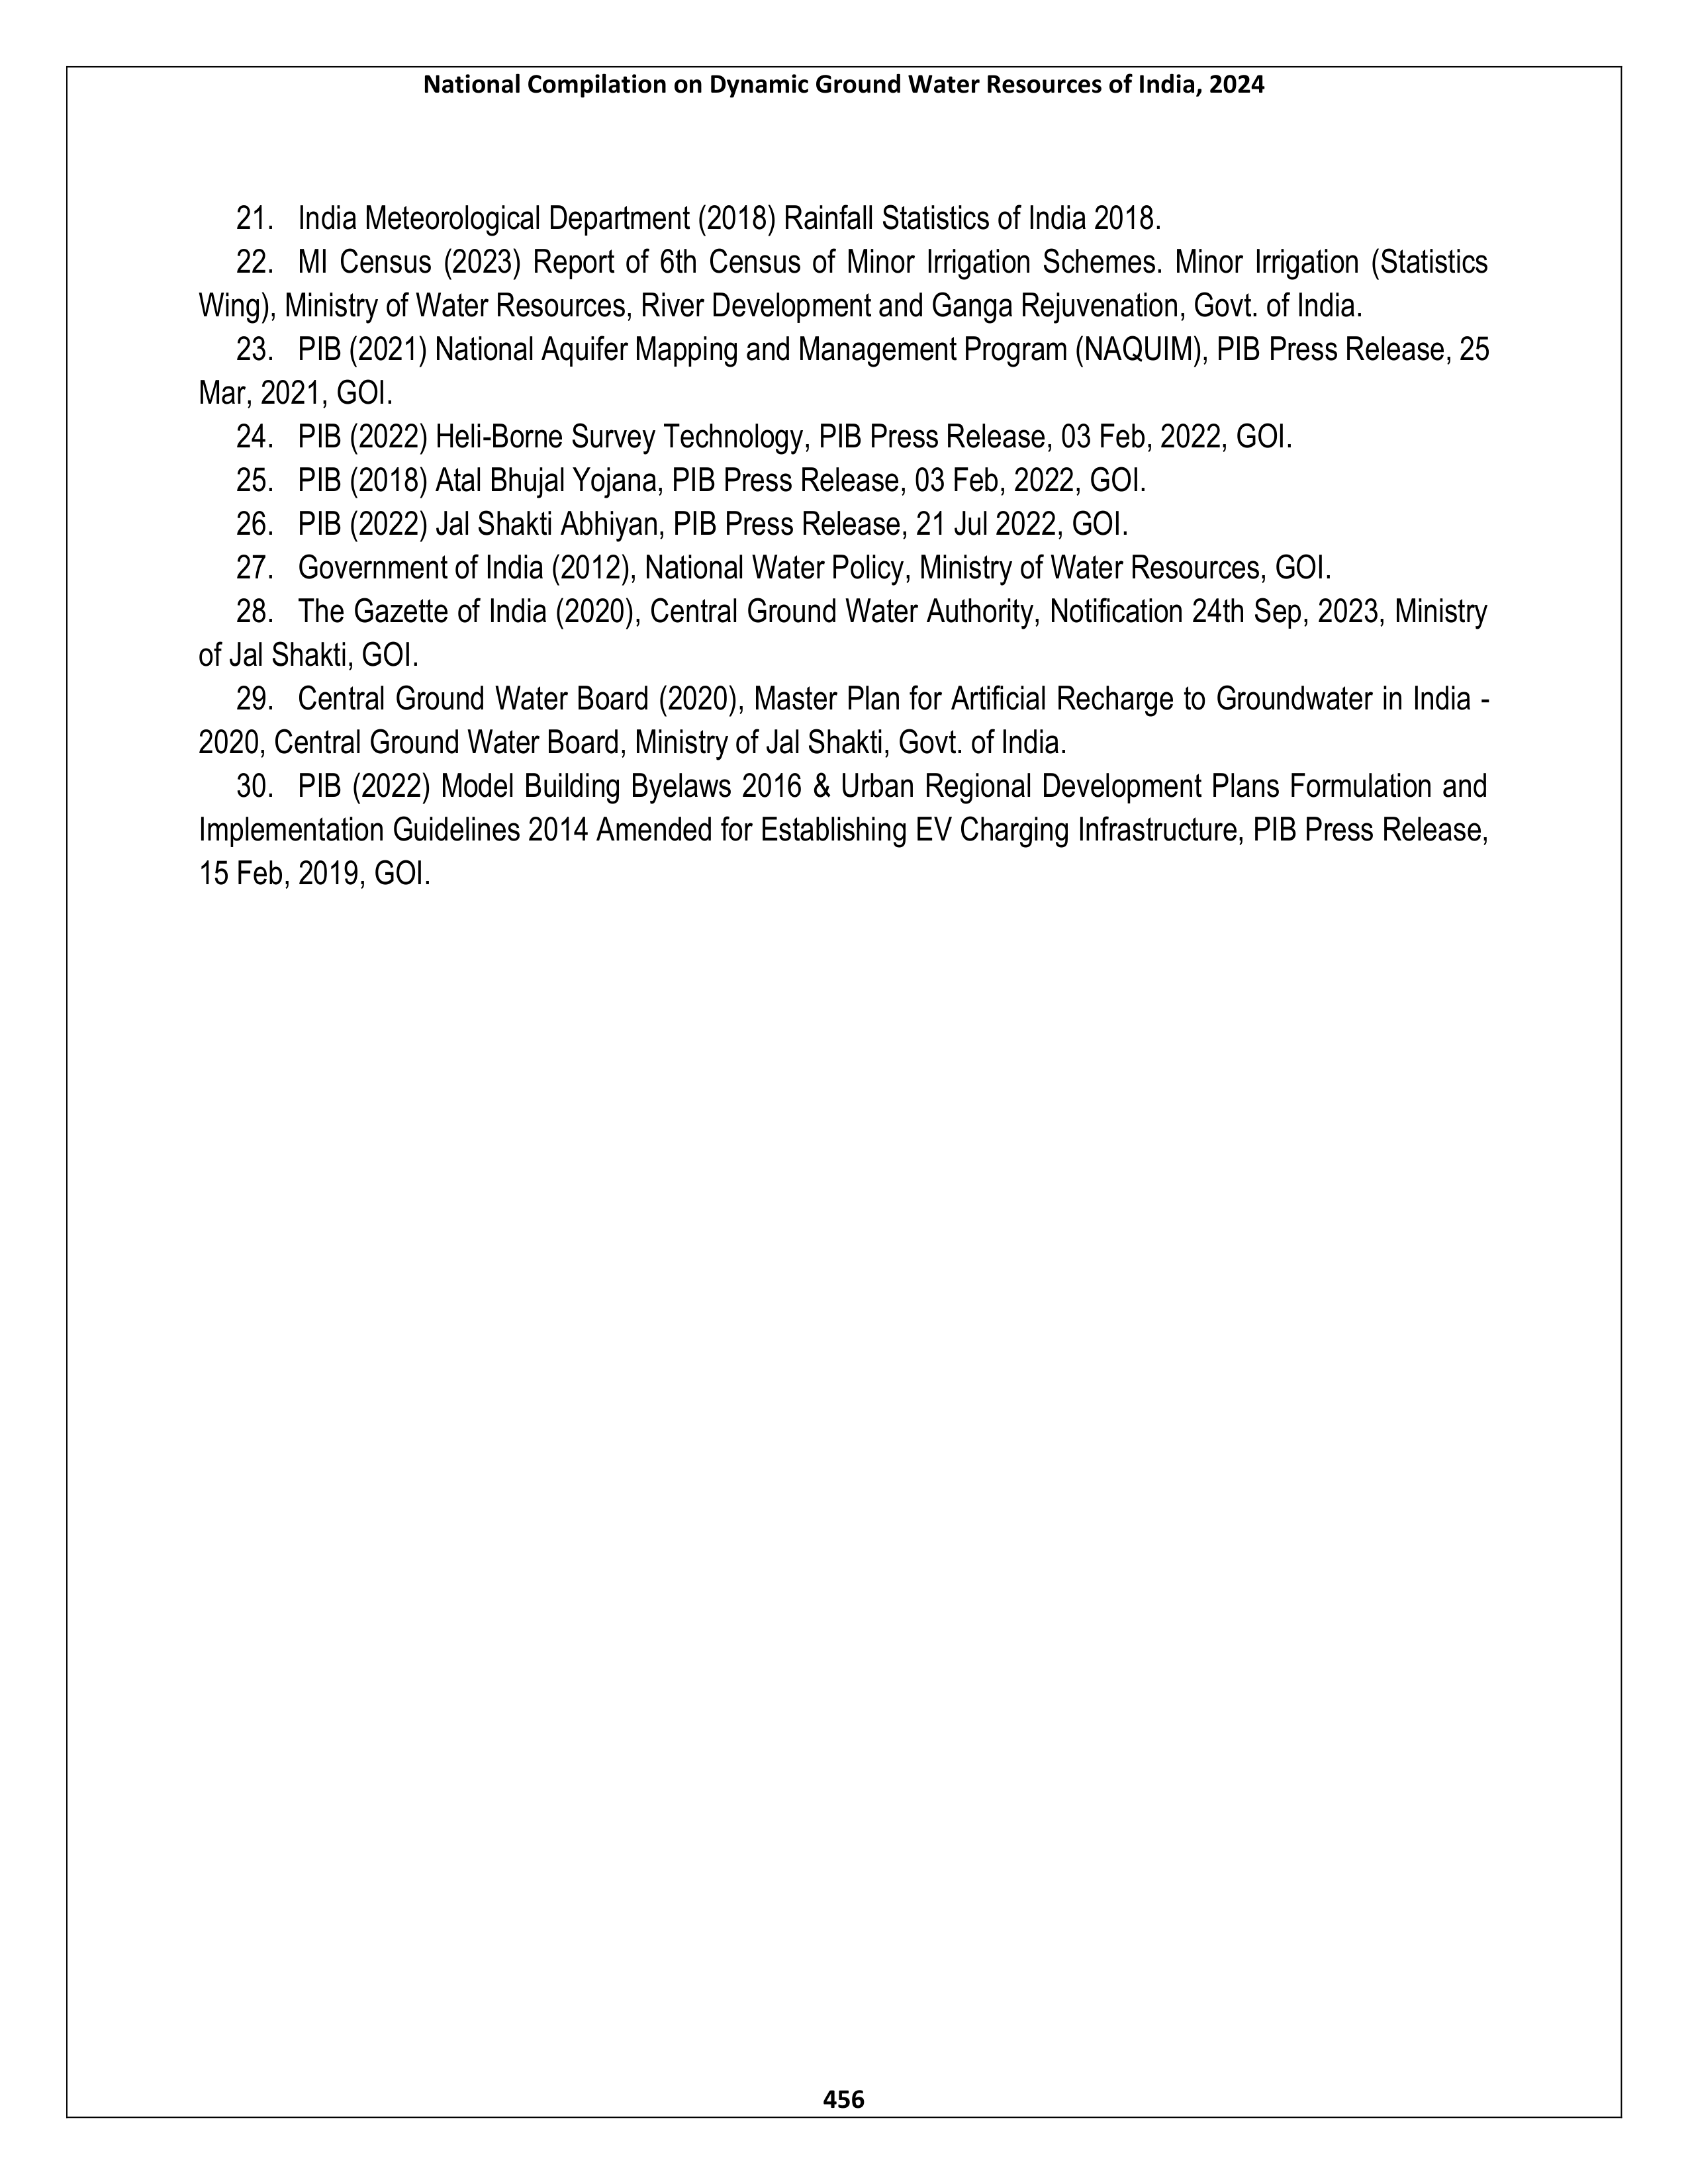 National Compilation on Dynamic Ground Water Resources of India, 2024
21. India Meteorological Department (2018) Rainfall Statistics of India 2018.
22. MI Census (2023) Report of 6th Census of Minor Irrigation Schemes. Minor Irrigation (Statistics
Wing), Ministry of Water Resources, River Development and Ganga Rejuvenation, Govt. of India.
23. PIB (2021) National Aquifer Mapping and Management Program (NAQUIM), PIB Press Release, 25
Mar, 2021, GOI.
24. PIB (2022) Heli-Borne Survey Technology, PIB Press Release, 03 Feb, 2022, GOI.
25. PIB (2018) Atal Bhujal Yojana, PIB Press Release, 03 Feb, 2022, GOI.
26. PIB (2022) Jal Shakti Abhiyan, PIB Press Release, 21 Jul 2022, GOI.
27. Government of India (2012), National Water Policy, Ministry of Water Resources, GOI.
28. The Gazette of India (2020), Central Ground Water Authority, Notification 24th Sep, 2023, Ministry
of Jal Shakti, GOI.
29. Central Ground Water Board (2020), Master Plan for Artificial Recharge to Groundwater in India -
2020, Central Ground Water Board, Ministry of Jal Shakti, Govt. of India.
30. PIB (2022) Model Building Byelaws 2016 & Urban Regional Development Plans Formulation and
Implementation Guidelines 2014 Amended for Establishing EV Charging Infrastructure, PIB Press Release,
15 Feb, 2019, GOI.
456